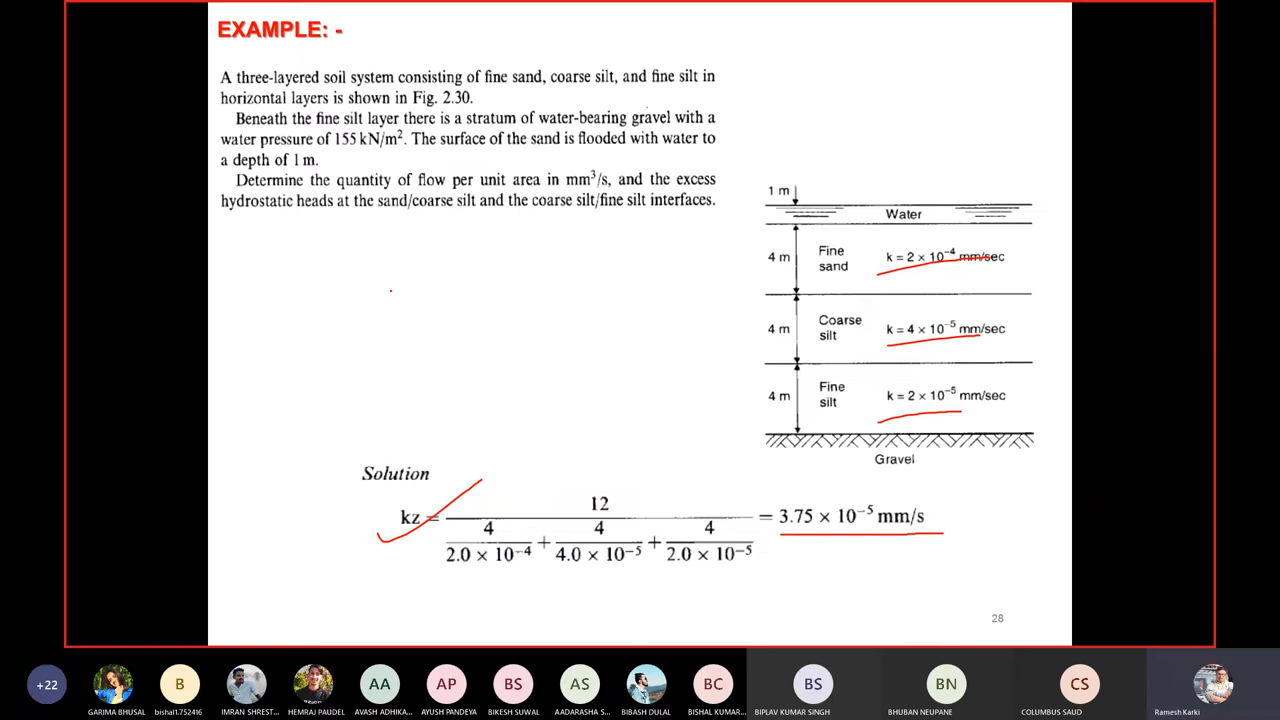 EXAMPLE: -
A three-layered soil system consisting of fine sand, coarse silt, and fine silt in
horizontal layers is shown in Fig. 2.30.
Beneath the fine silt layer there is a stratum of water-bearing gravel with a
water pressure of 155 kN/m². The surface of the sand is flooded with water to
a depth of 1 m.
Determine the quantity of flow per unit area in mm³/s, and the excess
hydrostatic heads at the sand/coarse silt and the coarse silt/fine silt interfaces.
1 m
Water
4 m Fine sand k = 2 × 10⁻⁴ mm/sec
4 m Coarse silt k = 4 × 10⁻⁵ mm/sec
4 m Fine silt k = 2 × 10⁻⁵ mm/sec
Gravel
Solution
12
kz = = 3.75 × 10⁻⁵ mm/s
4 4 4
2.0 × 10⁻⁴ + 4.0 × 10⁻⁵ + 2.0 × 10⁻⁵
28
+22 B AA AP BS AS BC BS BN CS
GARIMA BHUSAL bishal1.752416 IMRAN SHREST... HEMRAJ PAUDEL AVASH ADHIKA... AYUSH PANDEYA BIKESH SUWAL AADARASHA S... BIBASH DULAL BISHAL KUMAR... BIPLAV KUMAR SINGH BHUBAN NEUPANE COLUMBUS SAUD Ramesh Karki